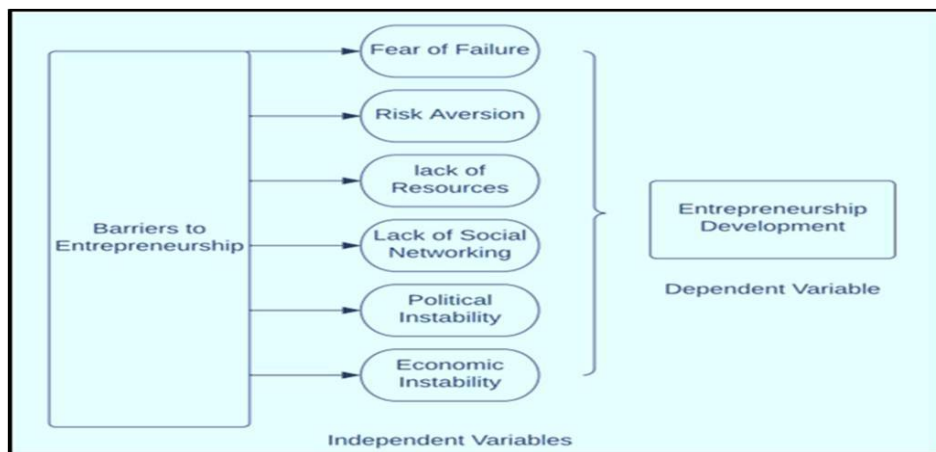 Fear of Failure
Risk Aversion
lack of
Resources
Barriers to
Entrepreneurship
Lack of Social
Networking
Political
Instability
Economic
Instability
Independent Variables
Entrepreneurship
Development
Dependent Variable